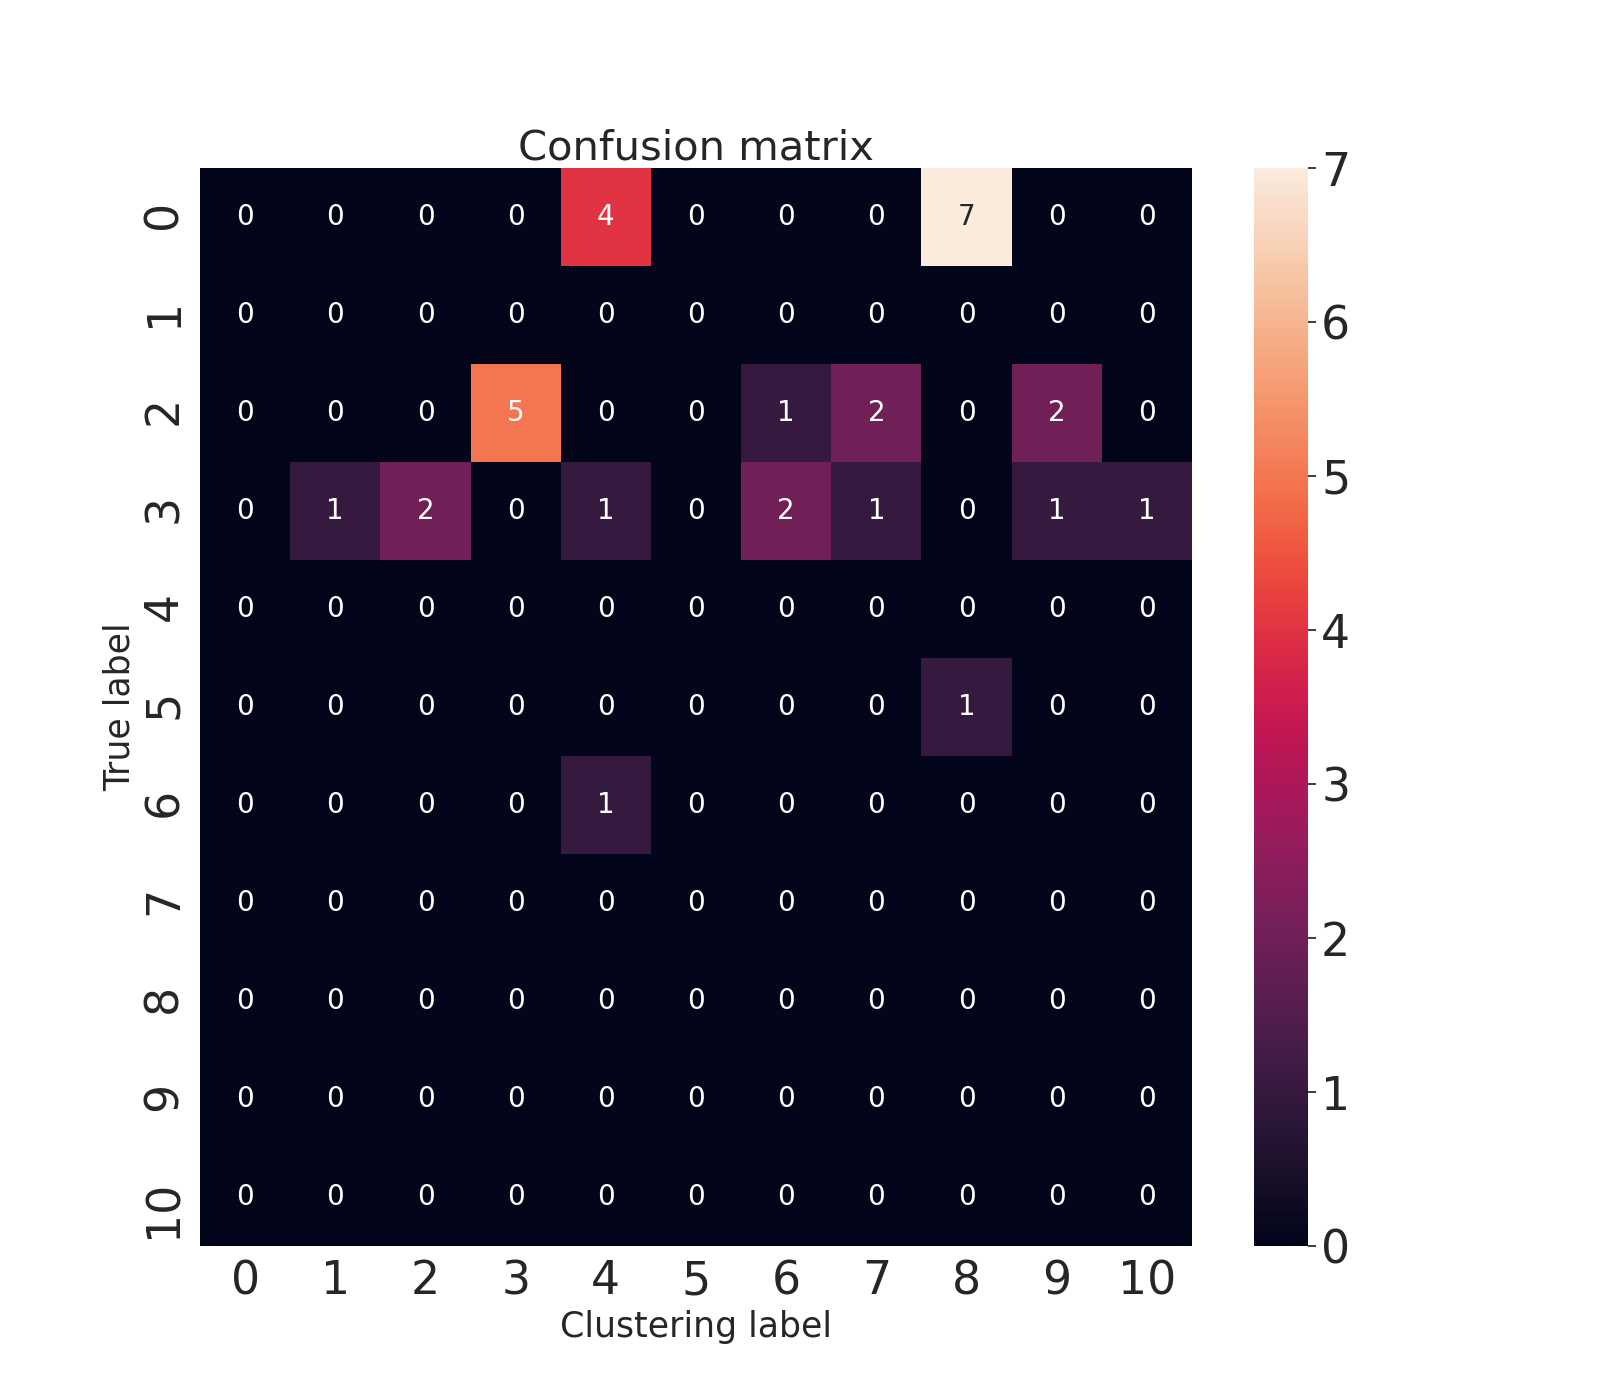 Confusion matrix
0 0 0 0 0 4 0 0 0 7 0 0
1 0 0 0 0 0 0 0 0 0 0 0
2 0 0 0 5 0 0 1 2 0 2 0
3 0 1 2 0 1 0 2 1 0 1 1
4 0 0 0 0 0 0 0 0 0 0 0
5 0 0 0 0 0 0 0 0 1 0 0
6 0 0 0 0 1 0 0 0 0 0 0
7 0 0 0 0 0 0 0 0 0 0 0
8 0 0 0 0 0 0 0 0 0 0 0
9 0 0 0 0 0 0 0 0 0 0 0
10 0 0 0 0 0 0 0 0 0 0 0
0 1 2 3 4 5 6 7 8 9 10
Clustering label
True label
7
6
5
4
3
2
1
0